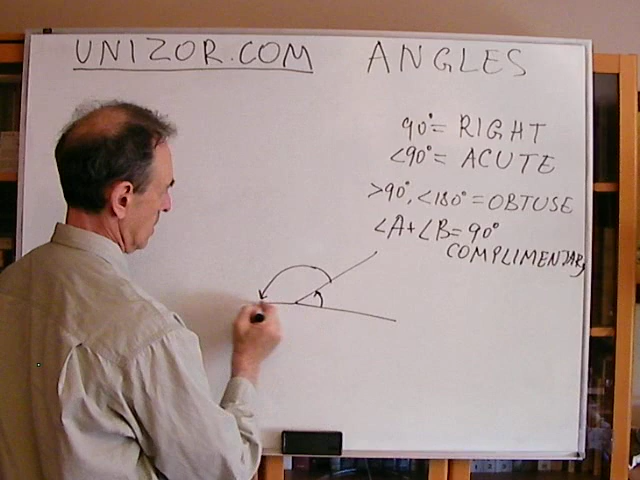 UNIZOR.COM ANGLES
90°= RIGHT
<90°= ACUTE
>90°, <180°= OBTUSE
∠A+∠B=90°
COMPLIMENTARY